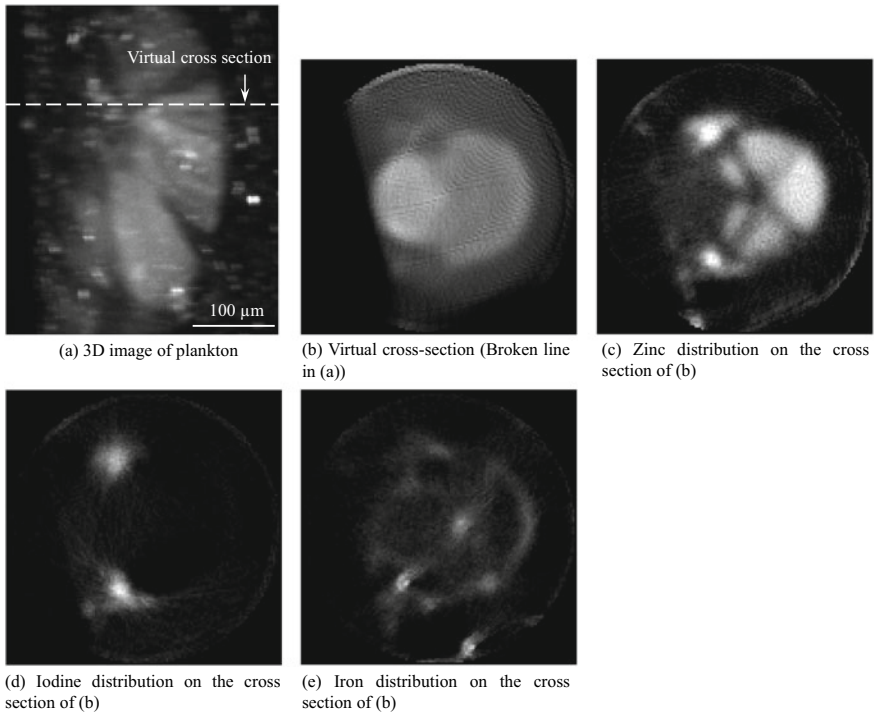 Virtual cross section
100 µm
(a) 3D image of plankton
(b) Virtual cross-section (Broken line
in (a))
(c) Zinc distribution on the cross
section of (b)
(d) Iodine distribution on the cross
section of (b)
(e) Iron distribution on the cross
section of (b)